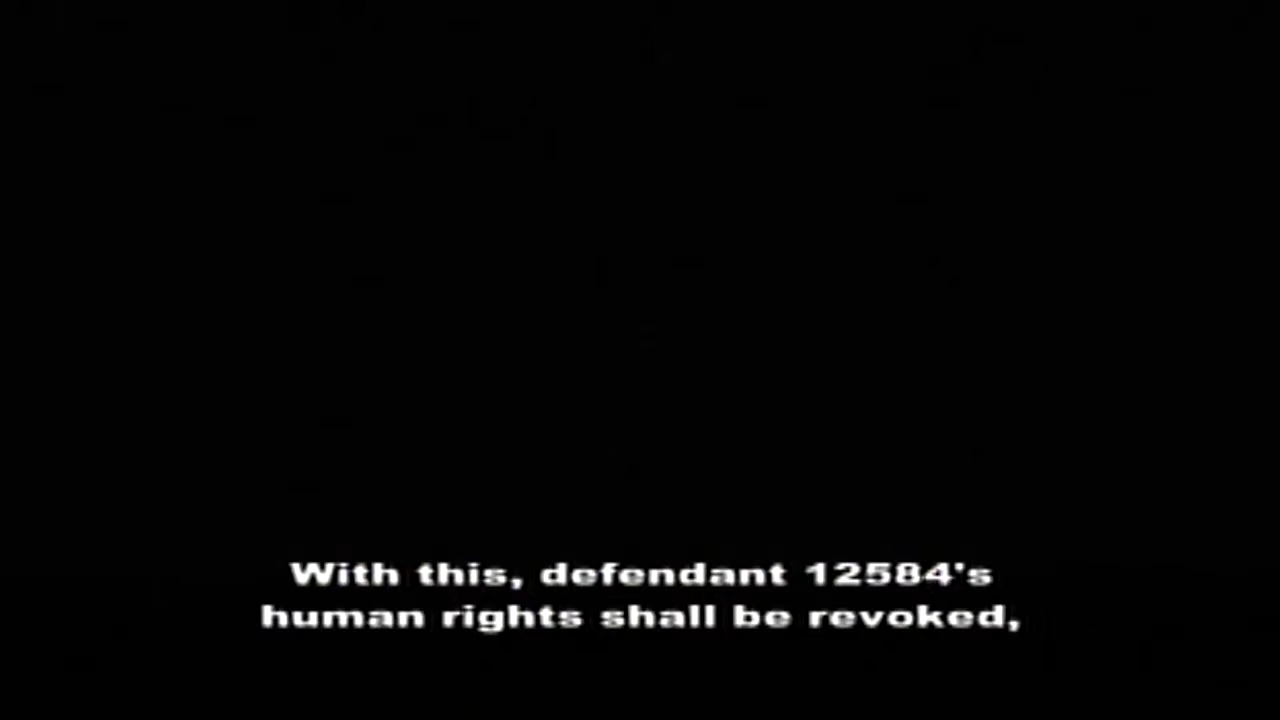 With this, defendant 12584's
human rights shall be revoked,